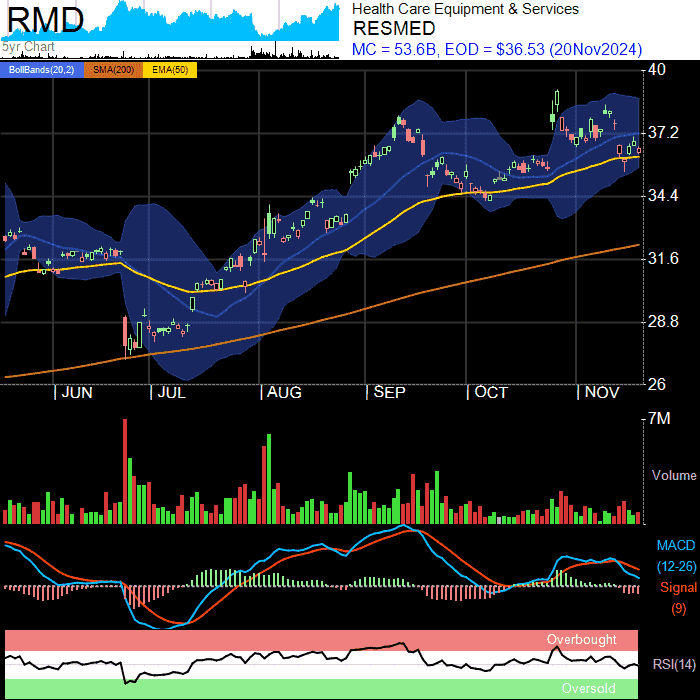 RMD
5yr Chart
Health Care Equipment & Services
RESMED
MC = 53.6B, EOD = $36.53 (20Nov2024)
BollBands(20,2) SMA(200) EMA(50)
40
37.2
34.4
31.6
28.8
26
JUN JUL AUG SEP OCT NOV
7M
Volume
MACD
(12-26)
Signal
(9)
Overbought
RSI(14)
Oversold